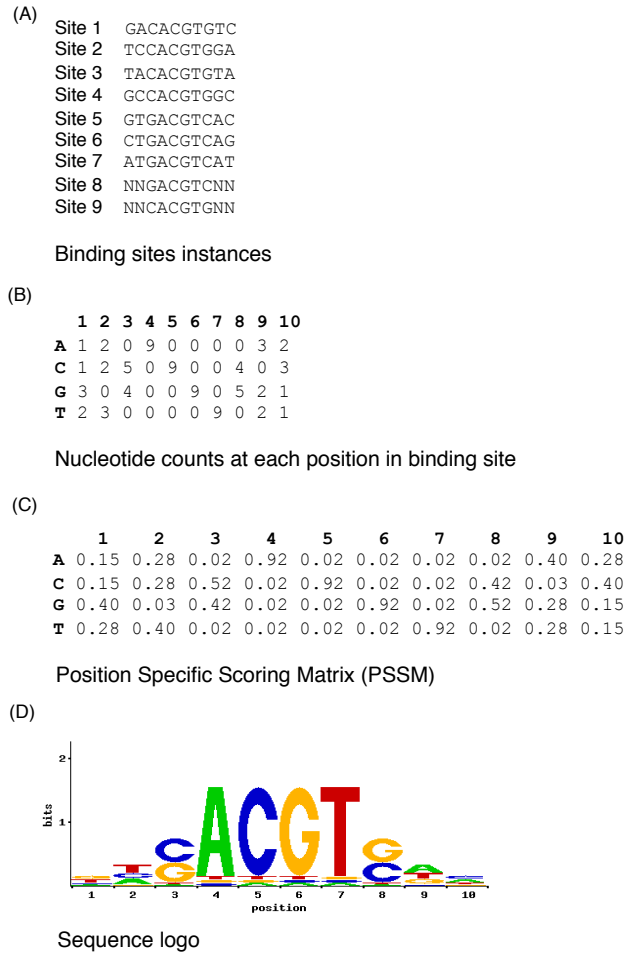 (A)
Site 1 GACACGTGTC
Site 2 TCCACGTGGA
Site 3 TACACGTGTA
Site 4 GCCACGTGGC
Site 5 GTGACGTCAC
Site 6 CTGACGTCAG
Site 7 ATGACGTCAT
Site 8 NNGACGTCNN
Site 9 NNCACGTGNN
Binding sites instances
(B)
1 2 3 4 5 6 7 8 9 10
A 1 2 0 9 0 0 0 0 3 2
C 1 2 5 0 9 0 0 4 0 3
G 3 0 4 0 0 9 0 5 2 1
T 2 3 0 0 0 0 9 0 2 1
Nucleotide counts at each position in binding site
(C)
1 2 3 4 5 6 7 8 9 10
A 0.15 0.28 0.02 0.92 0.02 0.02 0.02 0.02 0.40 0.28
C 0.15 0.28 0.52 0.02 0.92 0.02 0.02 0.42 0.03 0.40
G 0.40 0.03 0.42 0.02 0.02 0.92 0.02 0.52 0.28 0.15
T 0.28 0.40 0.02 0.02 0.02 0.02 0.92 0.02 0.28 0.15
Position Specific Scoring Matrix (PSSM)
(D)
2
bits
1
T C A C G T G A
A G C T
1 2 3 4 5 6 7 8 9 10
position
Sequence logo